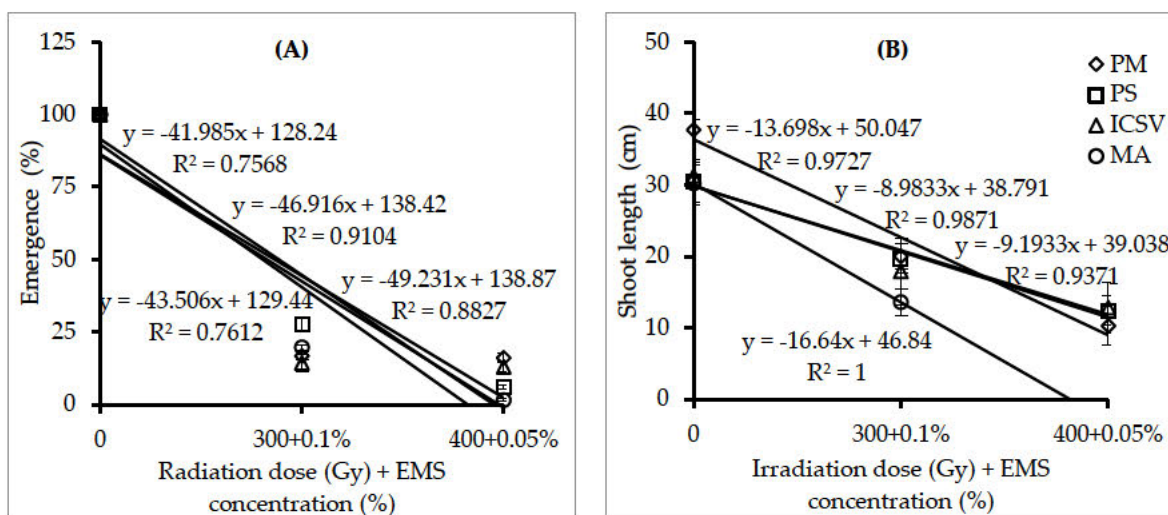 (A)
Emergence (%)
125
100
75
50
25
0
y = -41.985x + 128.24
R² = 0.7568
y = -46.916x + 138.42
R² = 0.9104
y = -49.231x + 138.87
R² = 0.8827
y = -43.506x + 129.44
R² = 0.7612
0 300+0.1% 400+0.05%
Radiation dose (Gy) + EMS
concentration (%)
(B)
Shoot length (cm)
50
40
30
20
10
0
PM
PS
ICSV
MA
y = -13.698x + 50.047
R² = 0.9727
y = -8.9833x + 38.791
R² = 0.9871
y = -9.1933x + 39.038
R² = 0.9371
y = -16.64x + 46.84
R² = 1
0 300+0.1% 400+0.05%
Irradiation dose (Gy) + EMS
concentration (%)